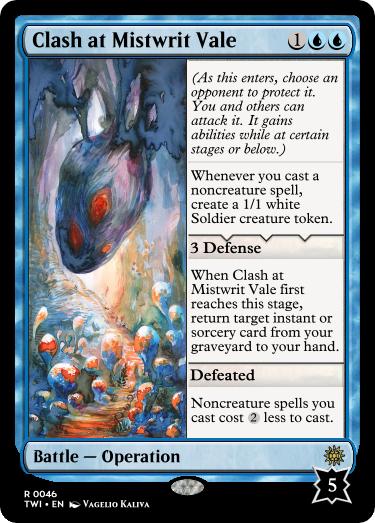 Clash at Mistwrit Vale 1
(As this enters, choose an
opponent to protect it.
You and others can
attack it. It gains
abilities while at certain
stages or below.)
Whenever you cast a
noncreature spell,
create a 1/1 white
Soldier creature token.
3 Defense
When Clash at
Mistwrit Vale first
reaches this stage,
return target instant or
sorcery card from your
graveyard to your hand.
Defeated
Noncreature spells you
cast cost 2 less to cast.
Battle — Operation
5
R 0046
TWI • EN Vagelio Kaliva